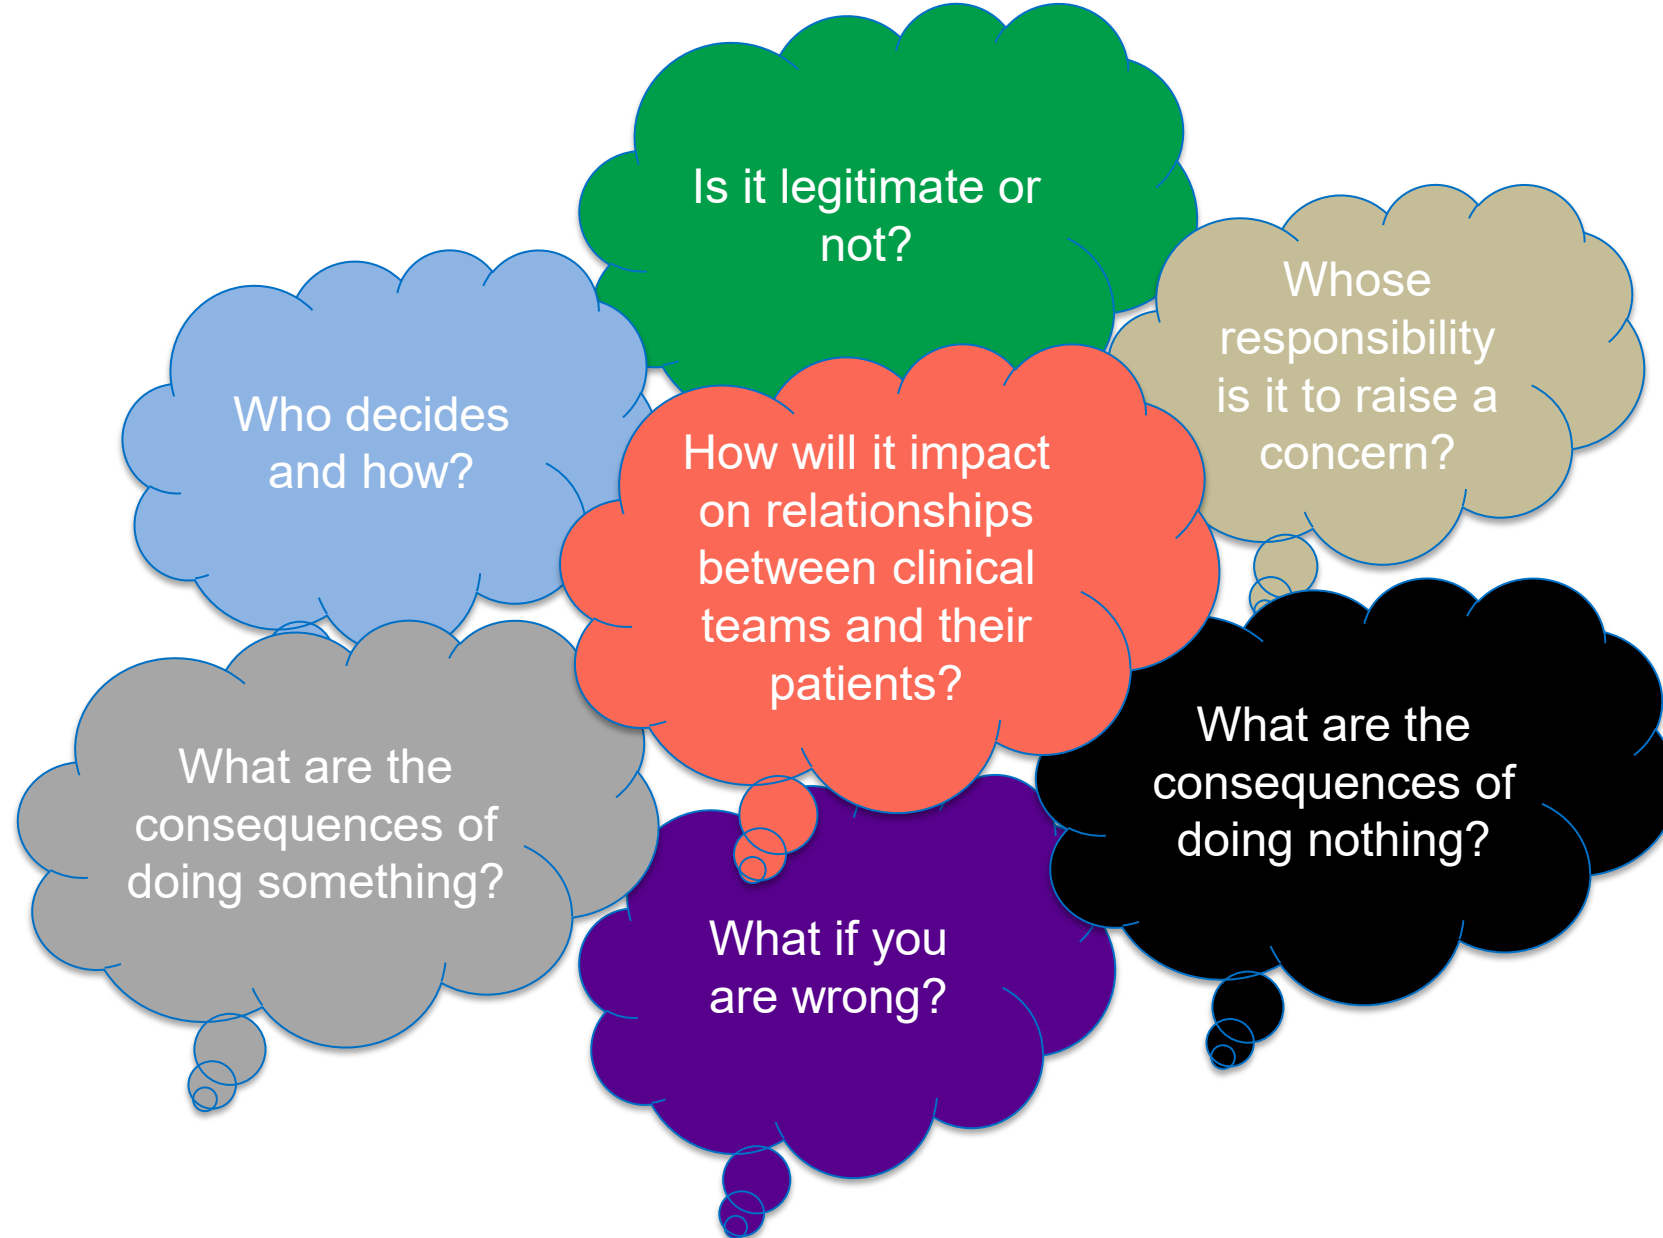 Is it legitimate or
not?
Whose
responsibility
is it to raise a
concern?
Who decides
and how?
How will it impact
on relationships
between clinical
teams and their
patients?
What are the
consequences of
doing something?
What are the
consequences of
doing nothing?
What if you
are wrong?